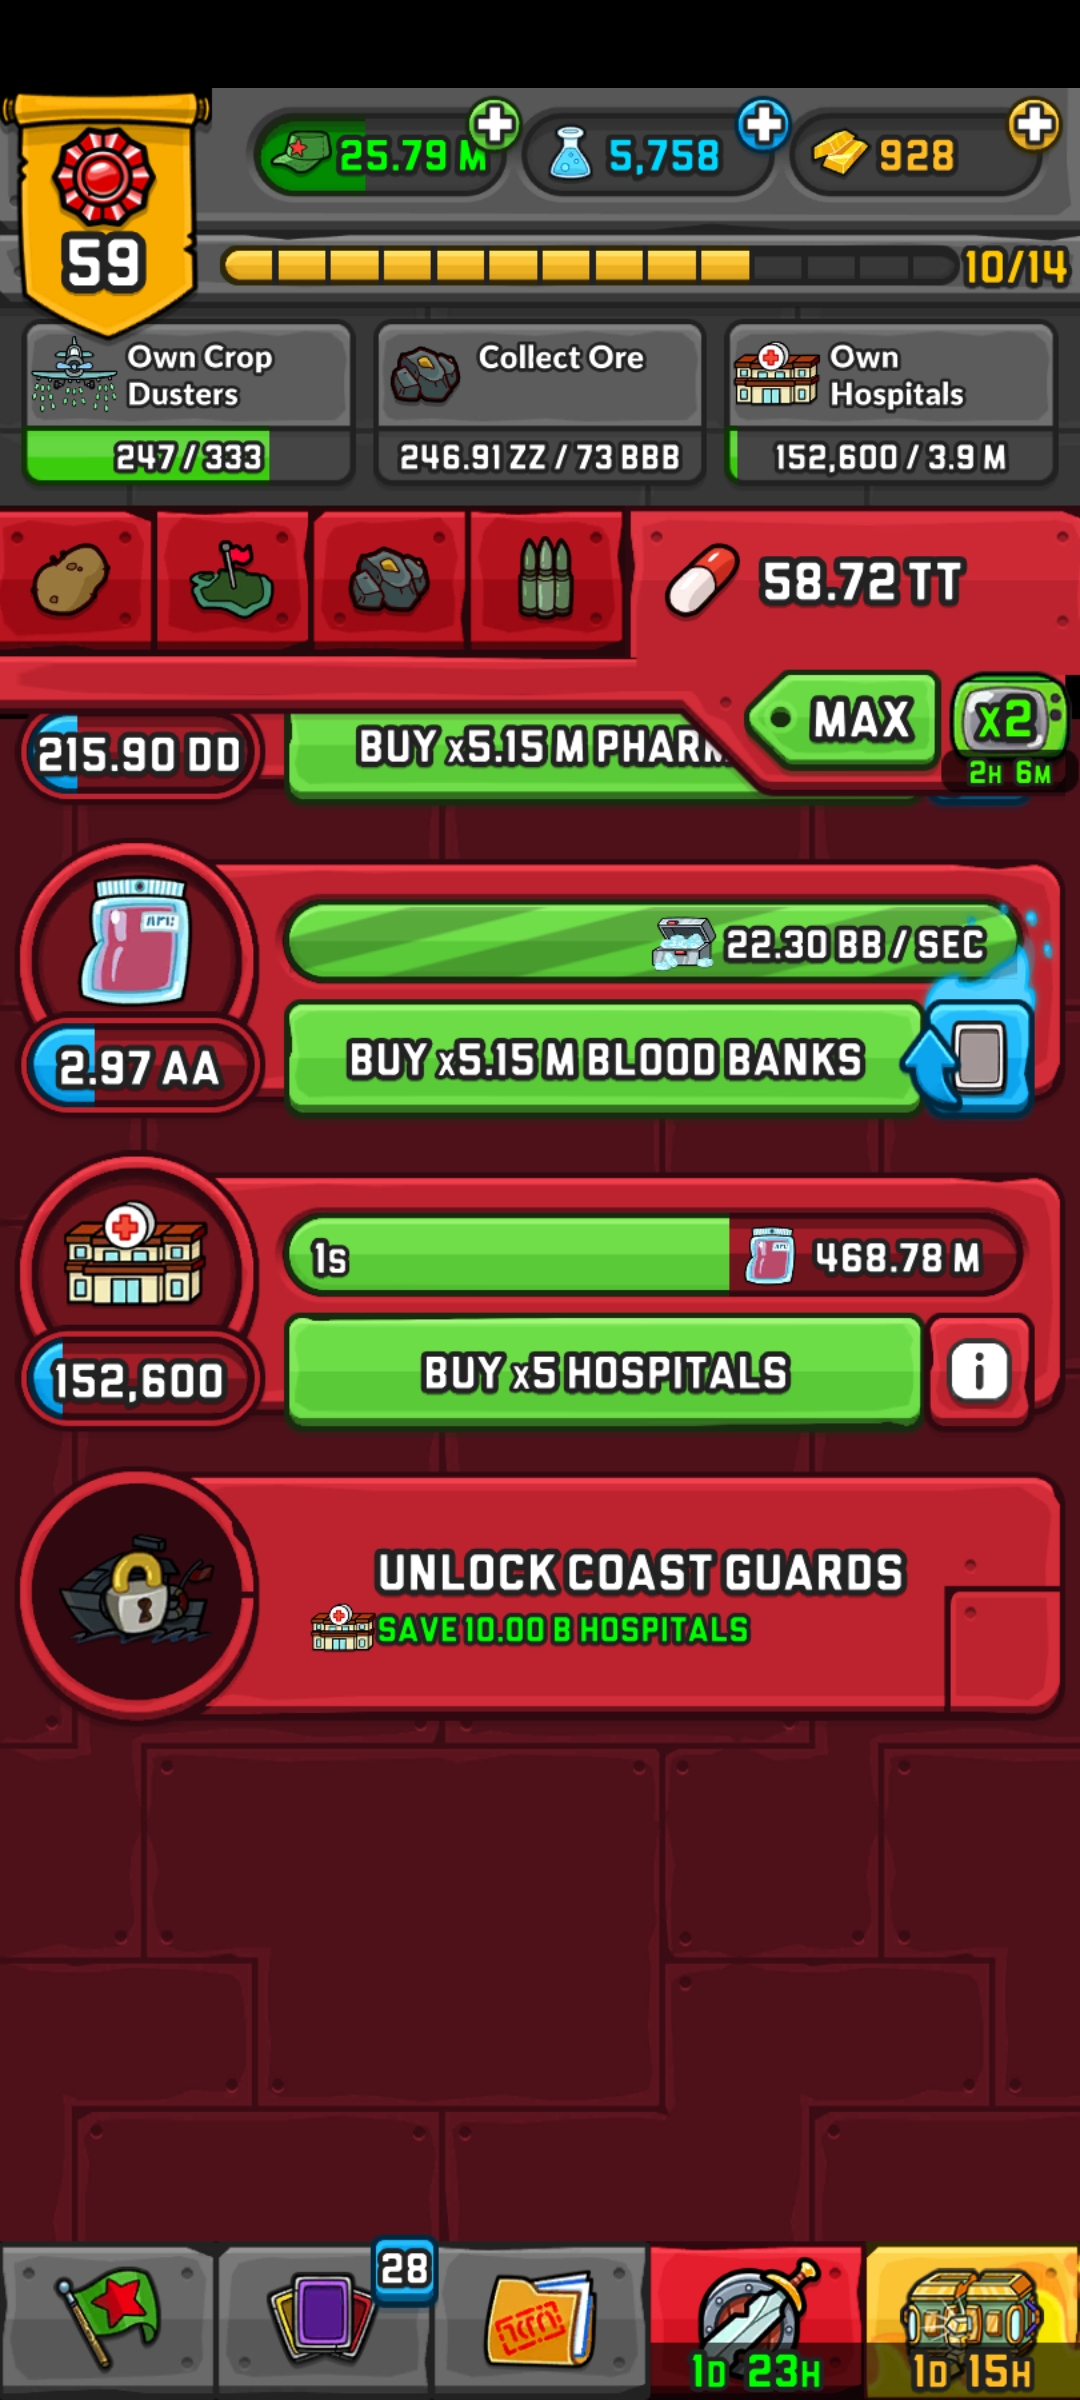 25.79 M
5,758
928
59
10/14
Own Crop
Dusters
247/333
Collect Ore
246.91 ZZ / 73 BBB
Own
Hospitals
152,600 / 3.9 M
58.72 TT
MAX
x2
2H 6M
215.90 DD
BUY x5.15 M PHARM
22.30 BB / SEC
2.97 AA
BUY x5.15 M BLOOD BANKS
1s
468.78 M
152,600
BUY x5 HOSPITALS
i
UNLOCK COAST GUARDS
SAVE 10.00 B HOSPITALS
28
1D 23H
1D 15H